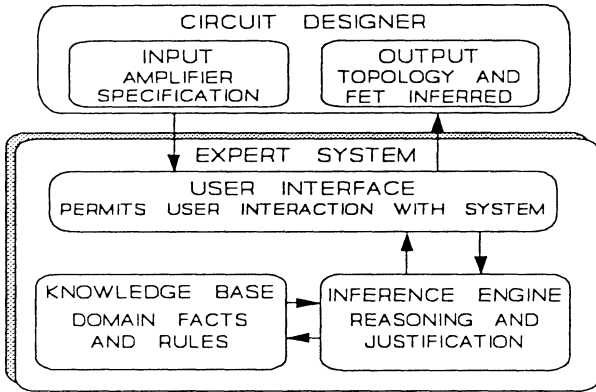 CIRCUIT DESIGNER
INPUT
AMPLIFIER
SPECIFICATION
OUTPUT
TOPOLOGY AND
FET INFERRED
EXPERT SYSTEM
USER INTERFACE
PERMITS USER INTERACTION WITH SYSTEM
KNOWLEDGE BASE
DOMAIN FACTS
AND RULES
INFERENCE ENGINE
REASONING AND
JUSTIFICATION